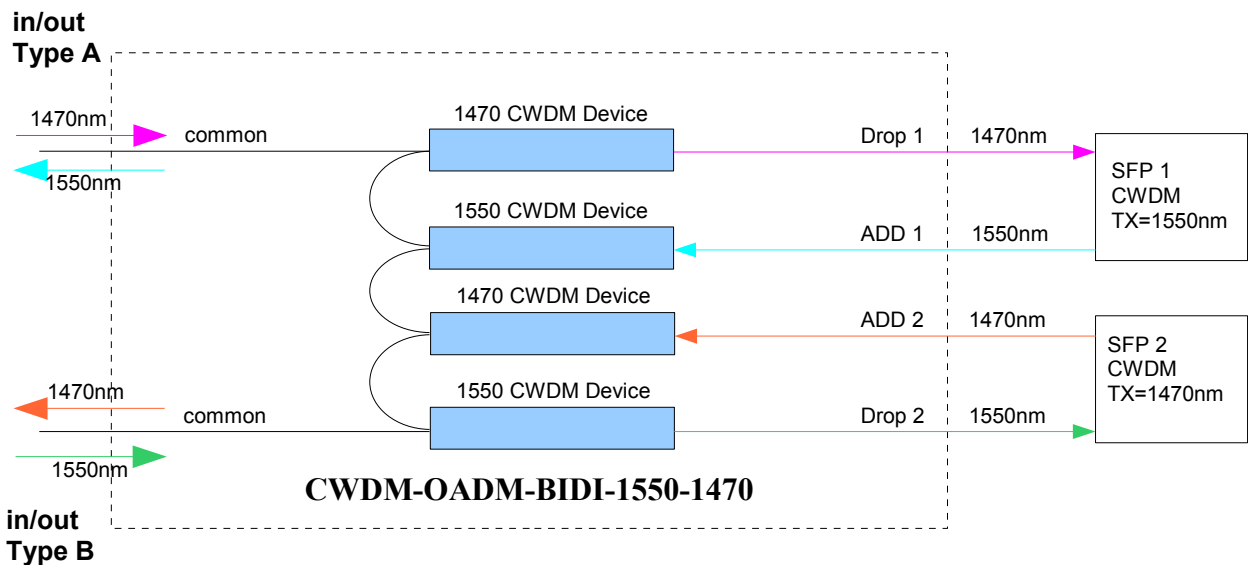 in/out
Type A
1470nm
common
1550nm
1470 CWDM Device
Drop 1
1470nm
SFP 1
CWDM
TX=1550nm
1550 CWDM Device
ADD 1
1550nm
1470 CWDM Device
ADD 2
1470nm
SFP 2
CWDM
TX=1470nm
1470nm
common
1550nm
1550 CWDM Device
Drop 2
1550nm
CWDM-OADM-BIDI-1550-1470
in/out
Type B